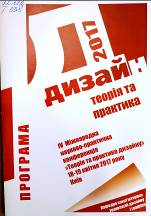 2017
ДИЗАЙН
теорія та
практика
ПРОГРАМА
IV Міжнародна
науково-практична
конференція
«Теорія та практика дизайну»
18-19 квітня 2017 року
Київ